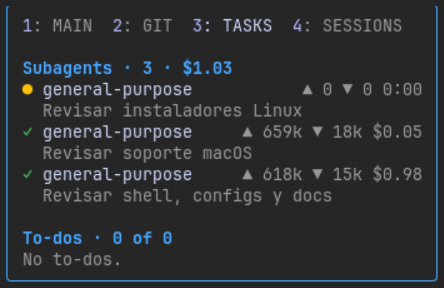 1: MAIN  2: GIT  3: TASKS  4: SESSIONS
Subagents · 3 · $1.03
● general-purpose ▲ 0 ▼ 0 0:00
Revisar instaladores Linux
✓ general-purpose ▲ 659k ▼ 18k $0.05
Revisar soporte macOS
✓ general-purpose ▲ 618k ▼ 15k $0.98
Revisar shell, configs y docs
To-dos · 0 of 0
No to-dos.